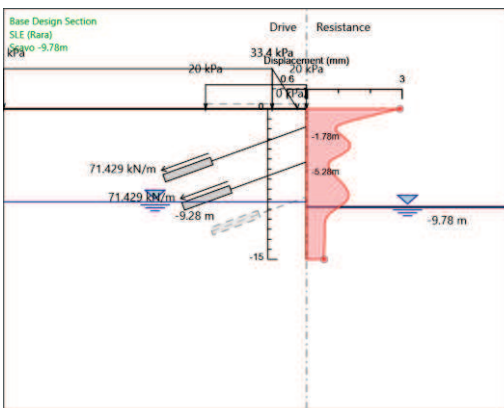 Base Design Section
SLE (Rara)
Scavo -9.78m
Drive
Resistance
kPa
33.4 kPa
Displacement (mm)
20 kPa
20 kPa
0.6
3
0 kPa
0
-1.78m
71.429 kN/m
-5.28m
71.429 kN/m
-9.28 m
-9.78 m
-15